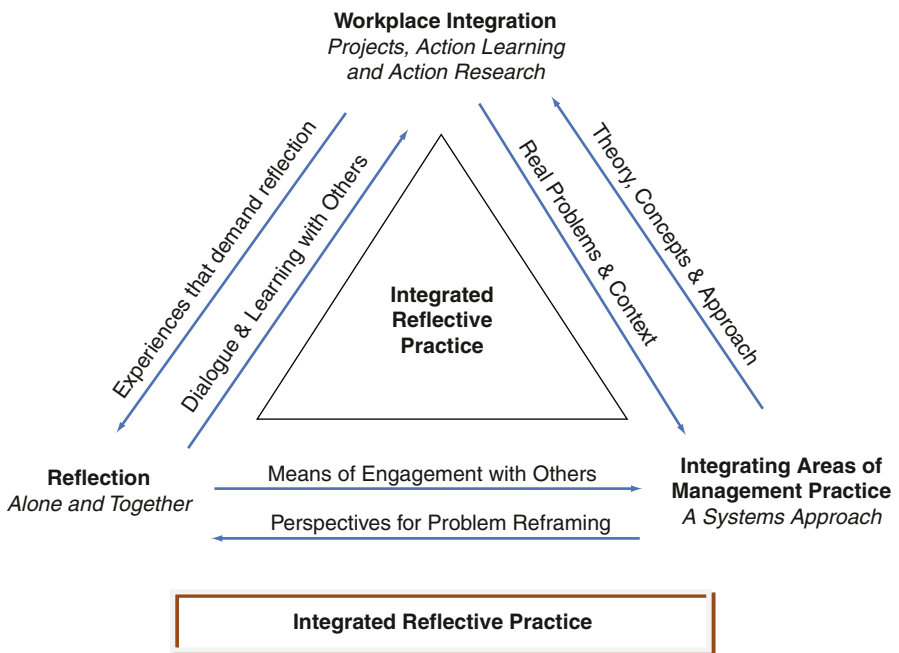 Workplace Integration
Projects, Action Learning
and Action Research
Experiences that demand reflection
Dialogue & Learning with Others
Real Problems & Context
Theory, Concepts & Approach
Integrated
Reflective
Practice
Reflection
Alone and Together
Means of Engagement with Others
Perspectives for Problem Reframing
Integrating Areas of
Management Practice
A Systems Approach
Integrated Reflective Practice